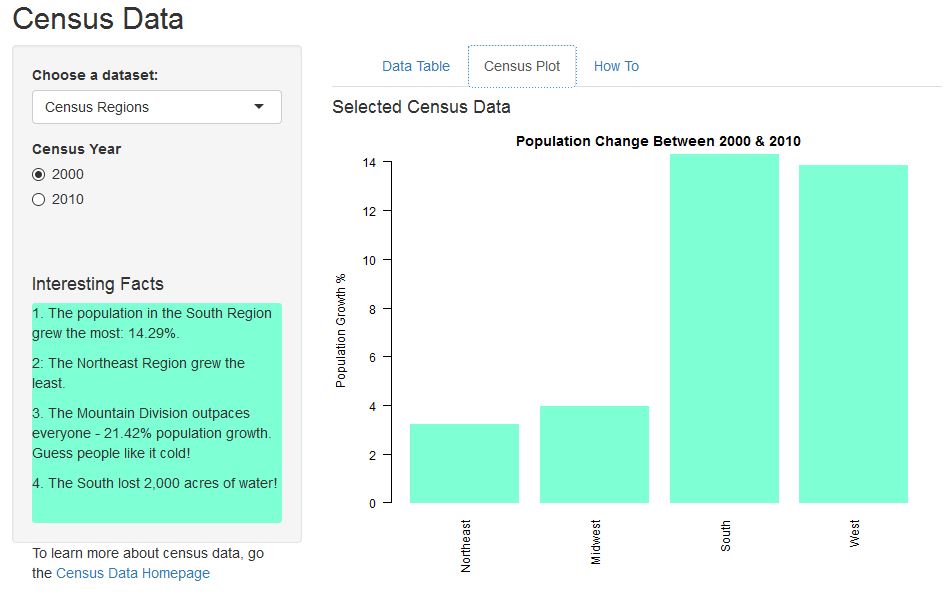 Census Data
Choose a dataset:
Census Regions
Census Year
2000
2010
Interesting Facts
1. The population in the South Region
grew the most: 14.29%.
2: The Northeast Region grew the
least.
3. The Mountain Division outpaces
everyone - 21.42% population growth.
Guess people like it cold!
4. The South lost 2,000 acres of water!
To learn more about census data, go
the Census Data Homepage
Data Table Census Plot How To
Selected Census Data
Population Change Between 2000 & 2010
Population Growth %
14
12
10
8
6
4
2
0
Northeast
Midwest
South
West